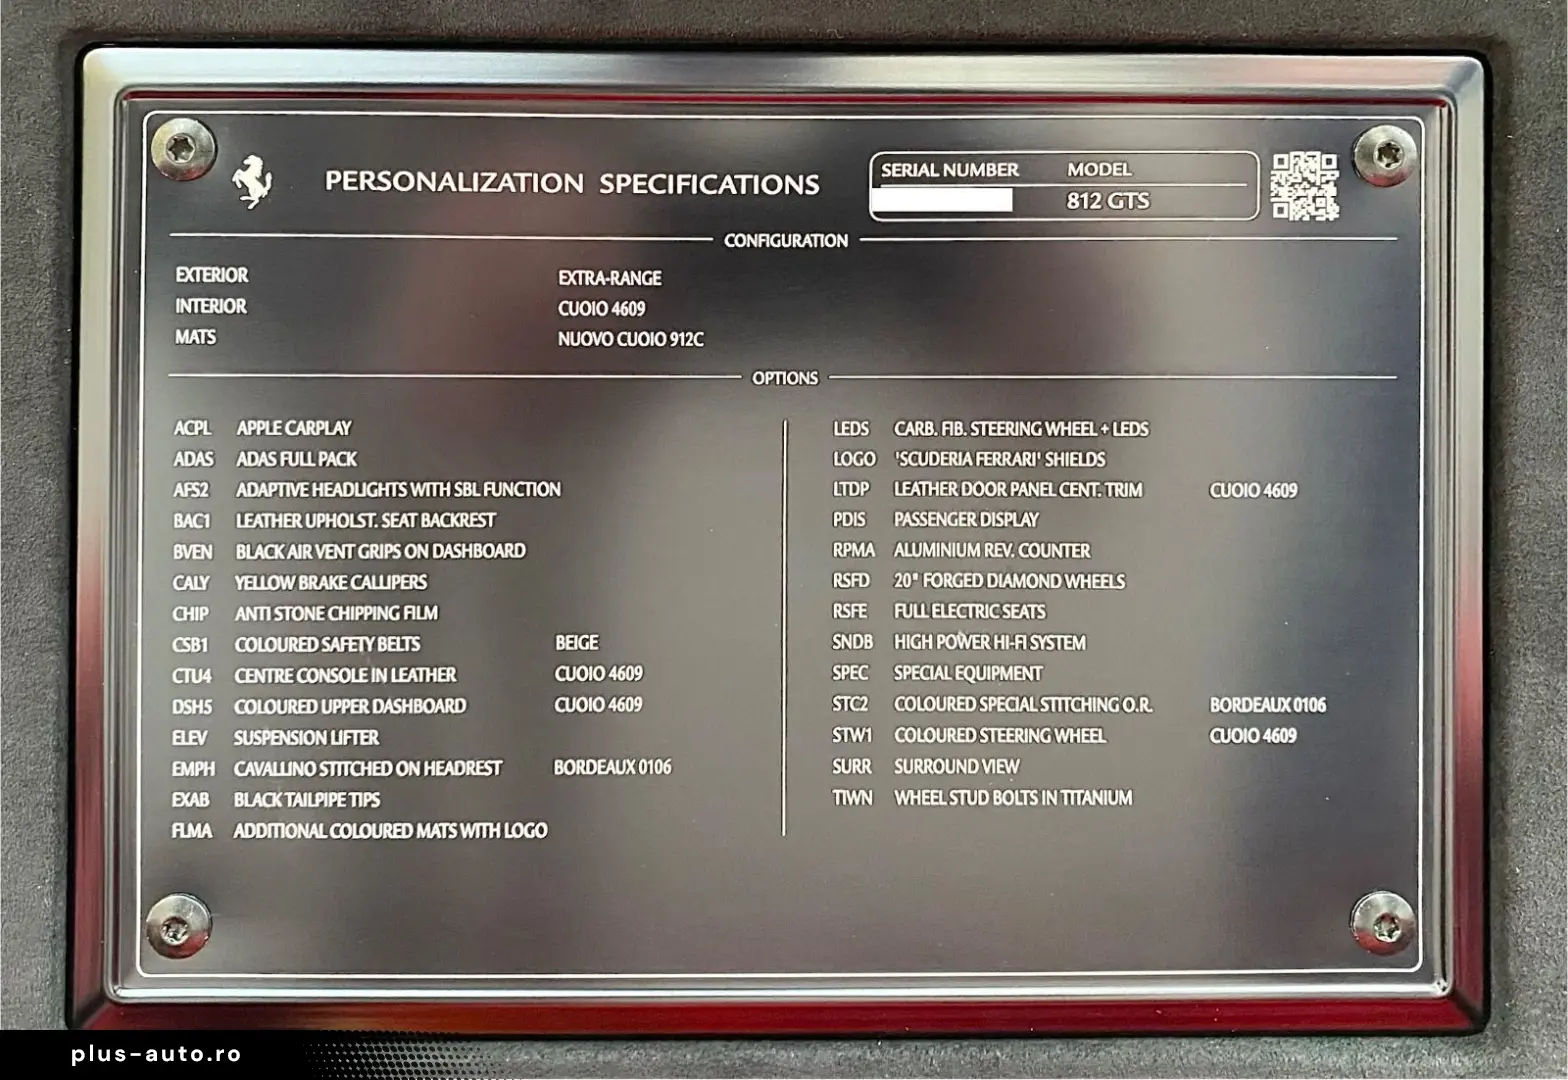 PERSONALIZATION SPECIFICATIONS
SERIAL NUMBER MODEL
812 GTS
CONFIGURATION
EXTERIOR EXTRA-RANGE
INTERIOR CUOIO 4609
MATS NUOVO CUOIO 912C
OPTIONS
ACPL APPLE CARPLAY
ADAS ADAS FULL PACK
AFS2 ADAPTIVE HEADLIGHTS WITH SBL FUNCTION
BAC1 LEATHER UPHOLST. SEAT BACKREST
BVEN BLACK AIR VENT GRIPS ON DASHBOARD
CALY YELLOW BRAKE CALLIPERS
CHIP ANTI STONE CHIPPING FILM
CSB1 COLOURED SAFETY BELTS BEIGE
CTU4 CENTRE CONSOLE IN LEATHER CUOIO 4609
DSH5 COLOURED UPPER DASHBOARD CUOIO 4609
ELEV SUSPENSION LIFTER
EMPH CAVALLINO STITCHED ON HEADREST BORDEAUX 0106
EXAB BLACK TAILPIPE TIPS
FLMA ADDITIONAL COLOURED MATS WITH LOGO
LEDS CARB. FIB. STEERING WHEEL + LEDS
LOGO 'SCUDERIA FERRARI' SHIELDS
LTDP LEATHER DOOR PANEL CENT. TRIM CUOIO 4609
PDIS PASSENGER DISPLAY
RPMA ALUMINIUM REV. COUNTER
RSFD 20" FORGED DIAMOND WHEELS
RSFE FULL ELECTRIC SEATS
SNDB HIGH POWER HI-FI SYSTEM
SPEC SPECIAL EQUIPMENT
STC2 COLOURED SPECIAL STITCHING O.R. BORDEAUX 0106
STW1 COLOURED STEERING WHEEL CUOIO 4609
SURR SURROUND VIEW
TIWN WHEEL STUD BOLTS IN TITANIUM
plus-auto.ro